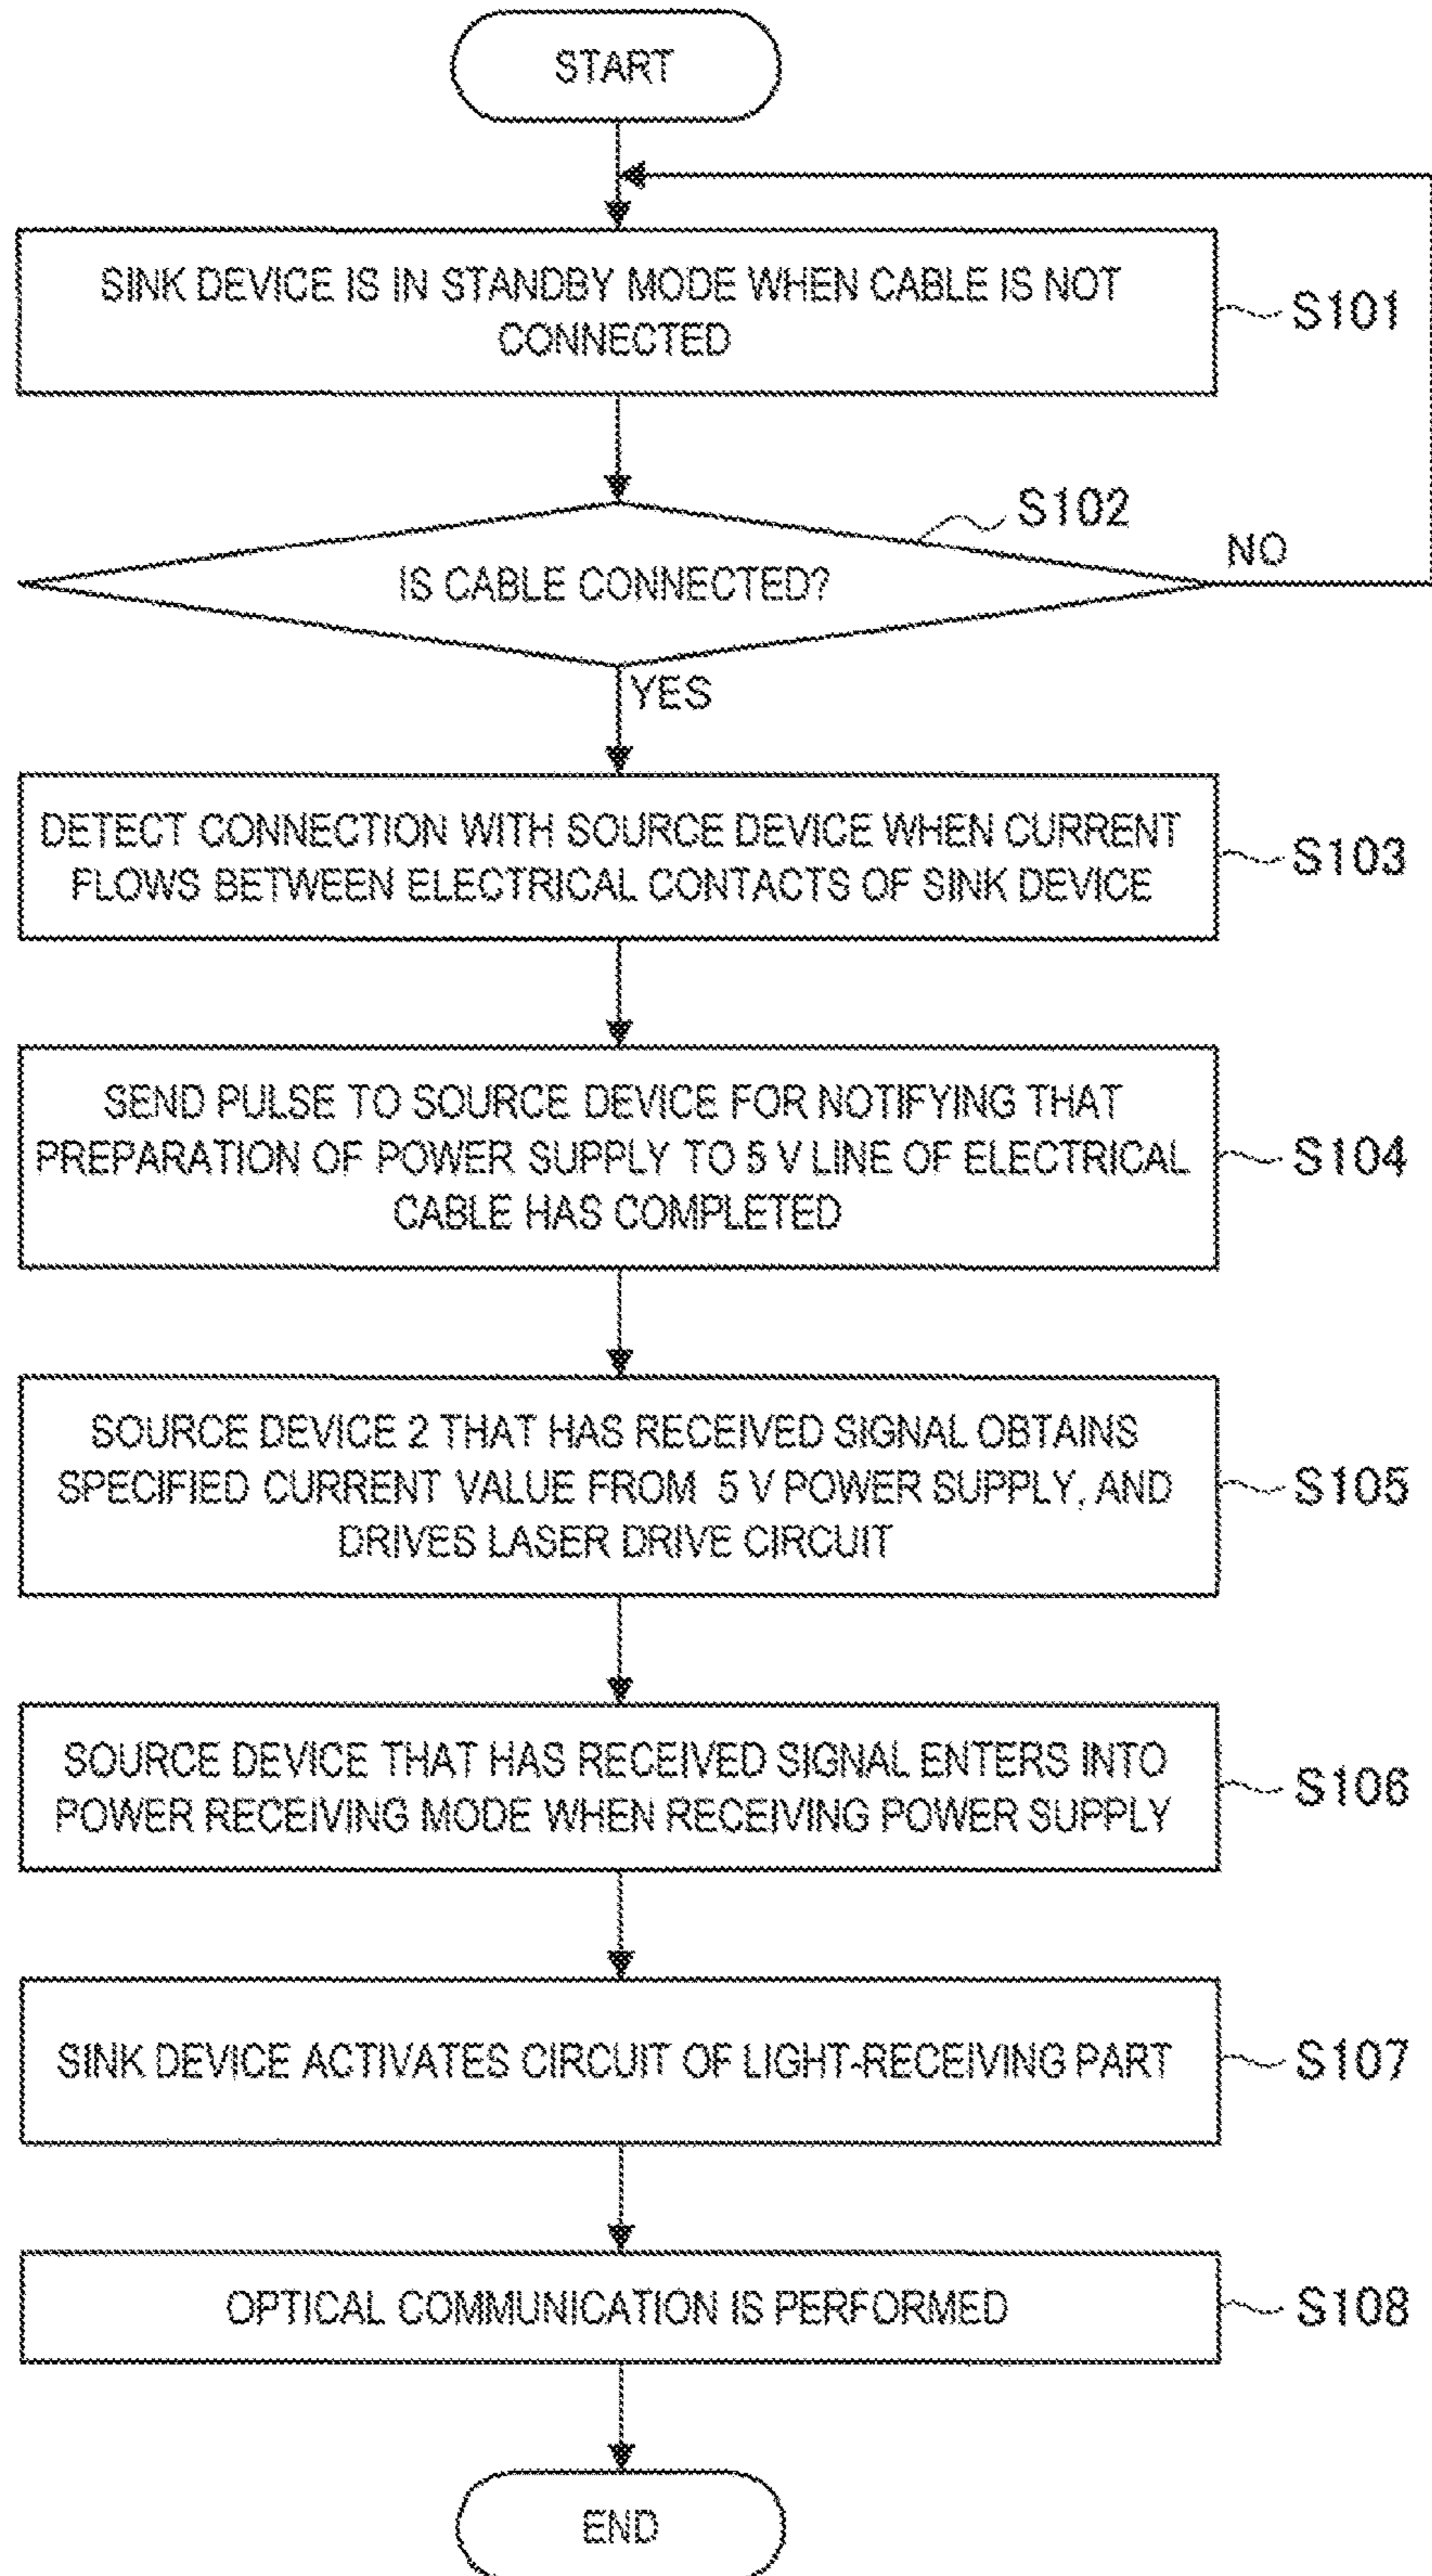 START
SINK DEVICE IS IN STANDBY MODE WHEN CABLE IS NOT
CONNECTED
S101
S102
IS CABLE CONNECTED?
NO
YES
DETECT CONNECTION WITH SOURCE DEVICE WHEN CURRENT
FLOWS BETWEEN ELECTRICAL CONTACTS OF SINK DEVICE
S103
SEND PULSE TO SOURCE DEVICE FOR NOTIFYING THAT
PREPARATION OF POWER SUPPLY TO 5 V LINE OF ELECTRICAL
CABLE HAS COMPLETED
S104
SOURCE DEVICE 2 THAT HAS RECEIVED SIGNAL OBTAINS
SPECIFIED CURRENT VALUE FROM 5 V POWER SUPPLY, AND
DRIVES LASER DRIVE CIRCUIT
S105
SOURCE DEVICE THAT HAS RECEIVED SIGNAL ENTERS INTO
POWER RECEIVING MODE WHEN RECEIVING POWER SUPPLY
S106
SINK DEVICE ACTIVATES CIRCUIT OF LIGHT-RECEIVING PART
S107
OPTICAL COMMUNICATION IS PERFORMED
S108
END